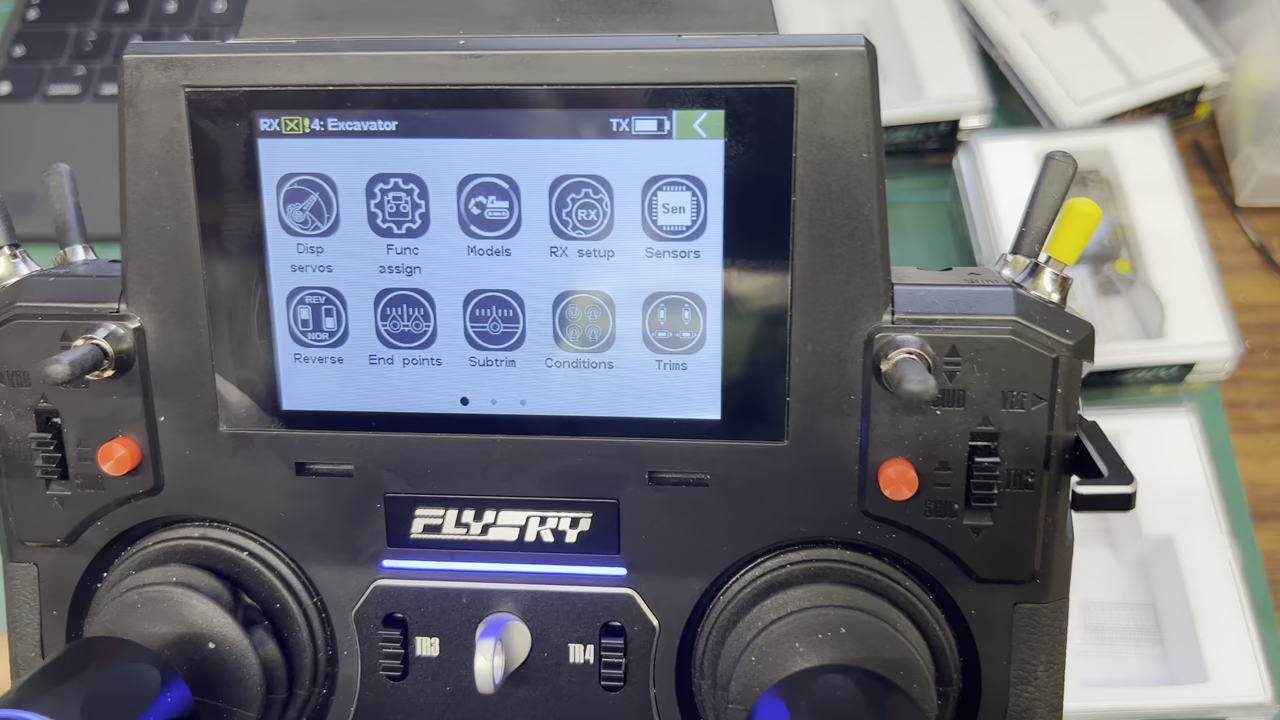 RX 4: Excavator TX
Disp servos
Func assign
Models
RX setup
Sen
Sensors
REV
NOR
Reverse
End points
Subtrim
Conditions
Trims
FLYSKY
TR3
TR4